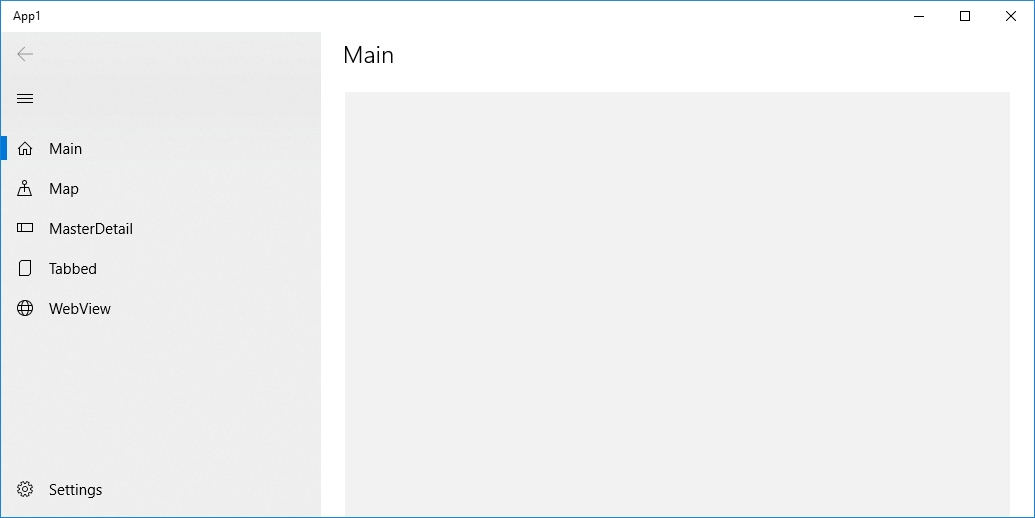 App1
Main
Main
Map
MasterDetail
Tabbed
WebView
Settings